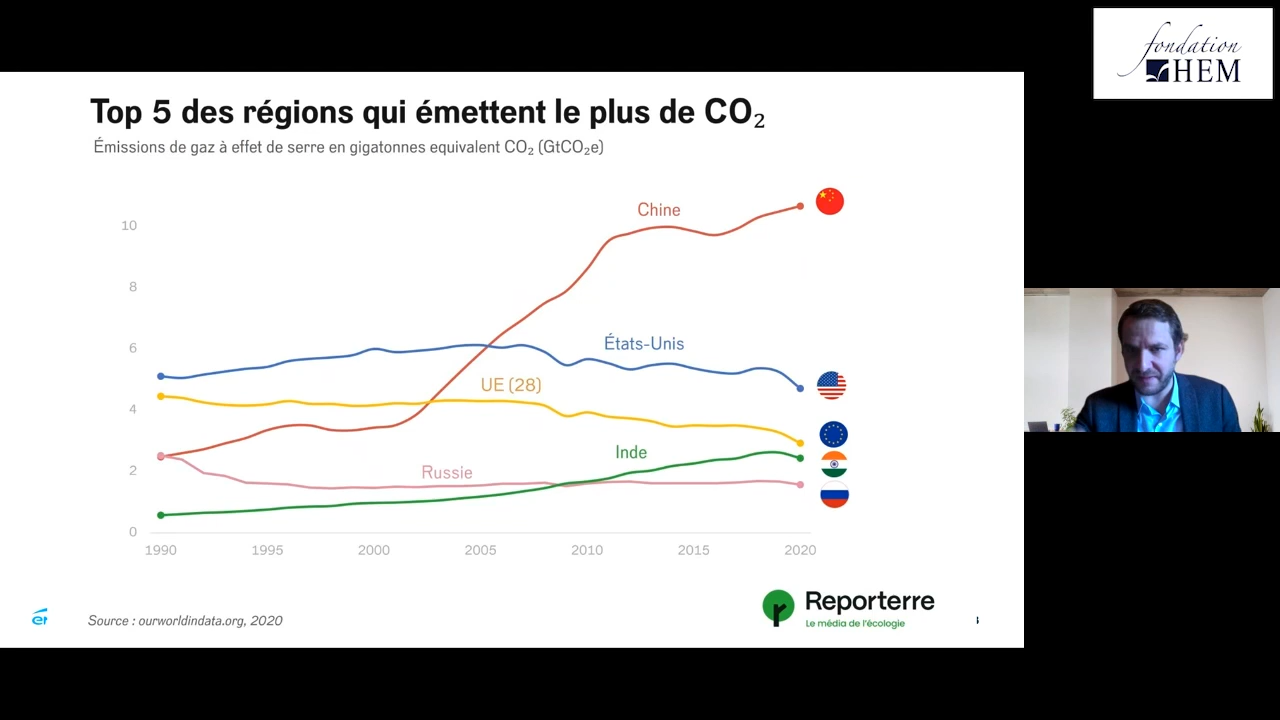 fondation
HEM
Top 5 des régions qui émettent le plus de CO₂
Émissions de gaz à effet de serre en gigatonnes equivalent CO₂ (GtCO₂e)
Chine
10
8
États-Unis
6
UE (28)
4
Inde
Russie
2
0
1990 1995 2000 2005 2010 2015 2020
Reporterre
Le média de l'écologie
Source : ourworldindata.org, 2020